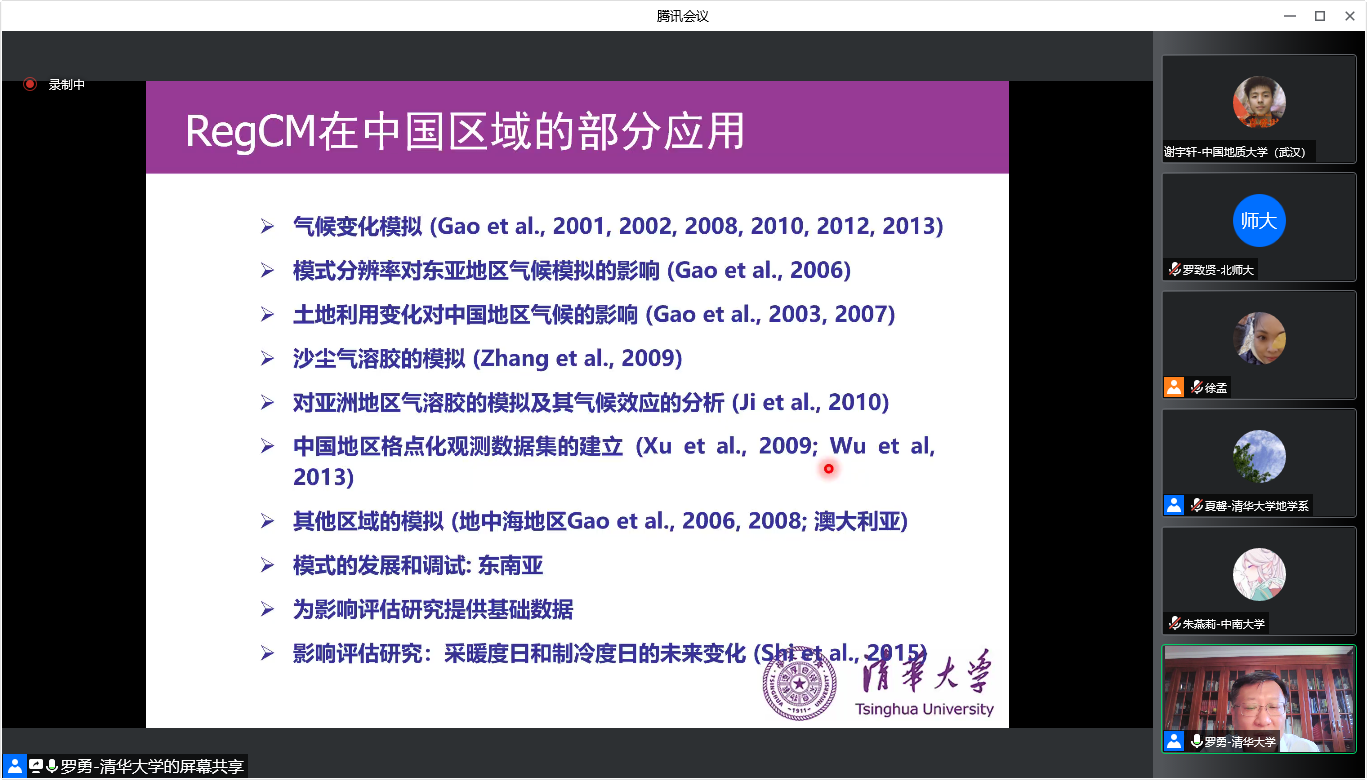 腾讯会议
录制中
RegCM在中国区域的部分应用
气候变化模拟 (Gao et al., 2001, 2002, 2008, 2010, 2012, 2013)
模式分辨率对东亚地区气候模拟的影响 (Gao et al., 2006)
土地利用变化对中国地区气候的影响 (Gao et al., 2003, 2007)
沙尘气溶胶的模拟 (Zhang et al., 2009)
对亚洲地区气溶胶的模拟及其气候效应的分析 (Ji et al., 2010)
中国地区格点化观测数据集的建立 (Xu et al., 2009; Wu et al,
2013)
其他区域的模拟 (地中海地区Gao et al., 2006, 2008; 澳大利亚)
模式的发展和调试: 东南亚
为影响评估研究提供基础数据
影响评估研究：采暖度日和制冷度日的未来变化 (Shi et al., 2015)
清华大学
Tsinghua University
1911
罗勇-清华大学的屏幕共享
谢宇轩-中国地质大学（武汉）
师大
罗致贤-北师大
徐孟
夏馨-清华大学地学系
朱燕莉-中南大学
罗勇-清华大学